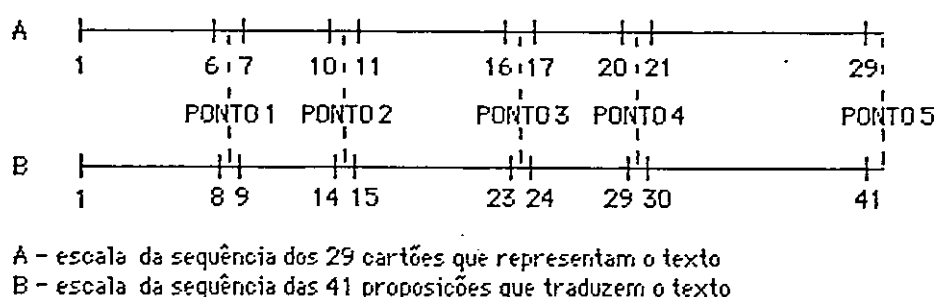 A
1 6 7 10 11 16 17 20 21 29
PONTO 1 PONTO 2 PONTO 3 PONTO 4 PONTO 5
B
1 8 9 14 15 23 24 29 30 41
A - escala da sequência dos 29 cartões que representam o texto
B - escala da sequência das 41 proposições que traduzem o texto